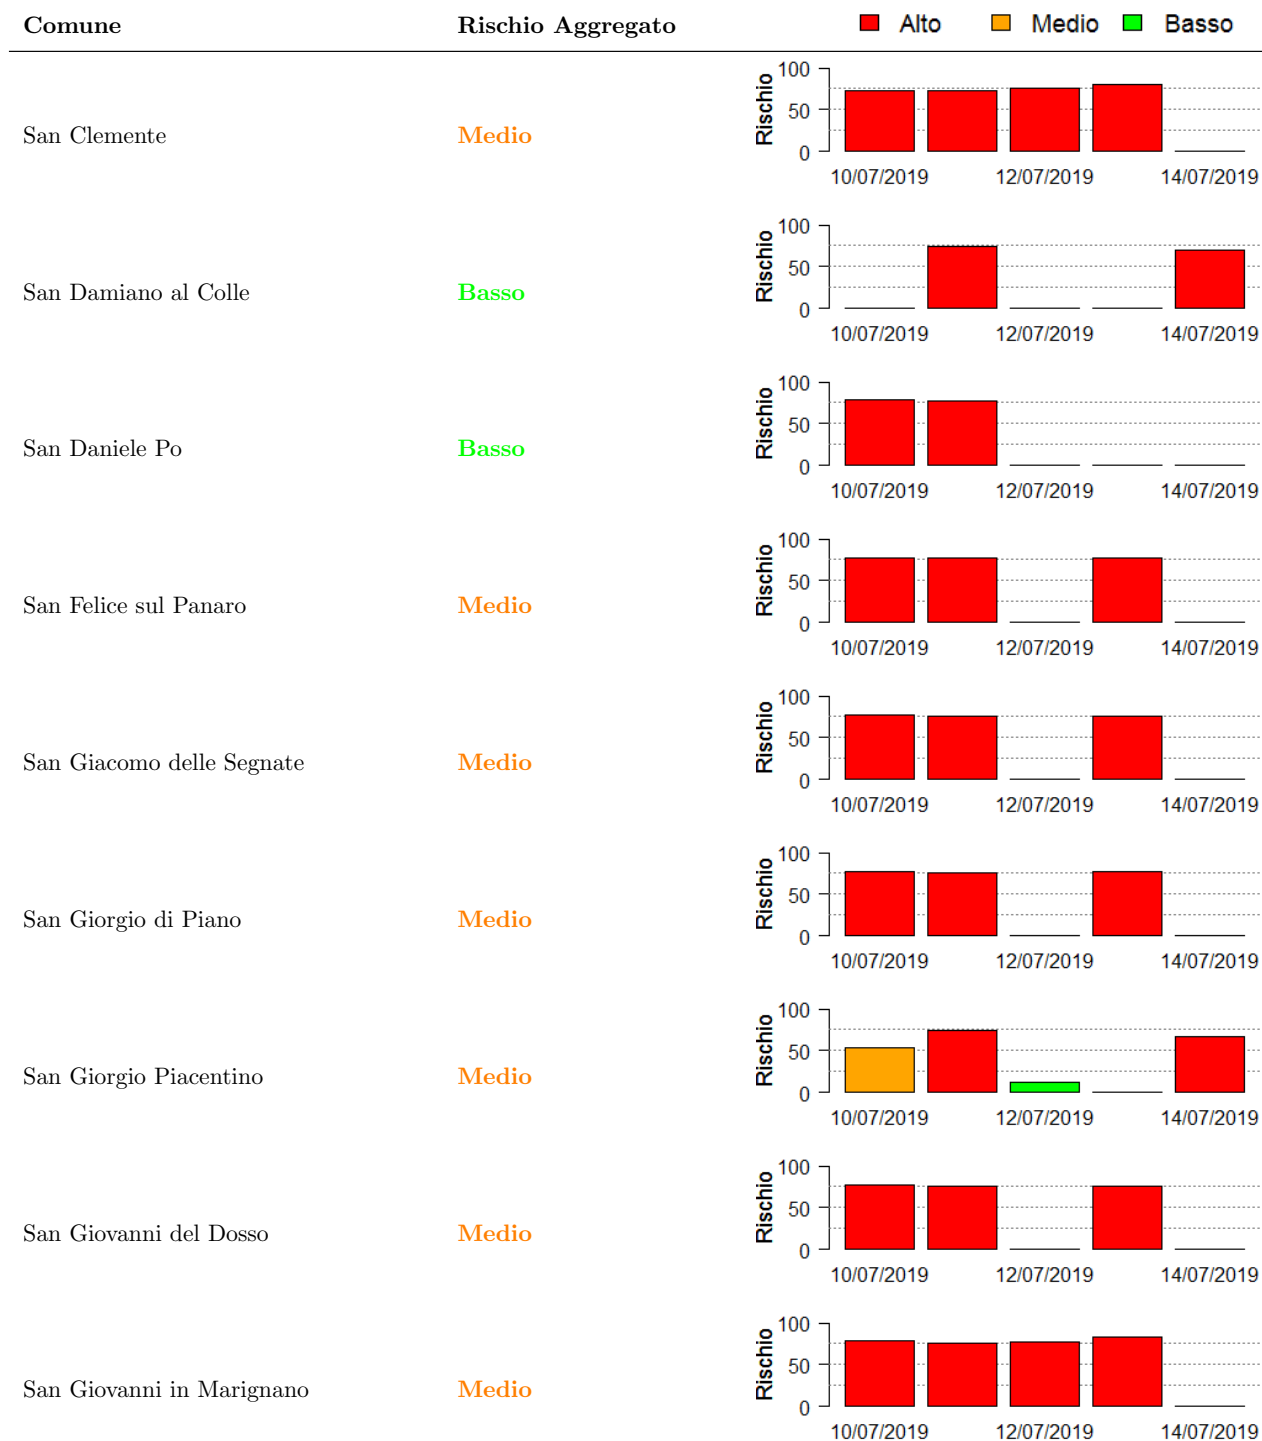 Comune Rischio Aggregato Alto Medio Basso
San Clemente Medio
Rischio
100
50
0
10/07/2019 12/07/2019 14/07/2019
San Damiano al Colle Basso
Rischio
100
50
0
10/07/2019 12/07/2019 14/07/2019
San Daniele Po Basso
Rischio
100
50
0
10/07/2019 12/07/2019 14/07/2019
San Felice sul Panaro Medio
Rischio
100
50
0
10/07/2019 12/07/2019 14/07/2019
San Giacomo delle Segnate Medio
Rischio
100
50
0
10/07/2019 12/07/2019 14/07/2019
San Giorgio di Piano Medio
Rischio
100
50
0
10/07/2019 12/07/2019 14/07/2019
San Giorgio Piacentino Medio
Rischio
100
50
0
10/07/2019 12/07/2019 14/07/2019
San Giovanni del Dosso Medio
Rischio
100
50
0
10/07/2019 12/07/2019 14/07/2019
San Giovanni in Marignano Medio
Rischio
100
50
0
10/07/2019 12/07/2019 14/07/2019